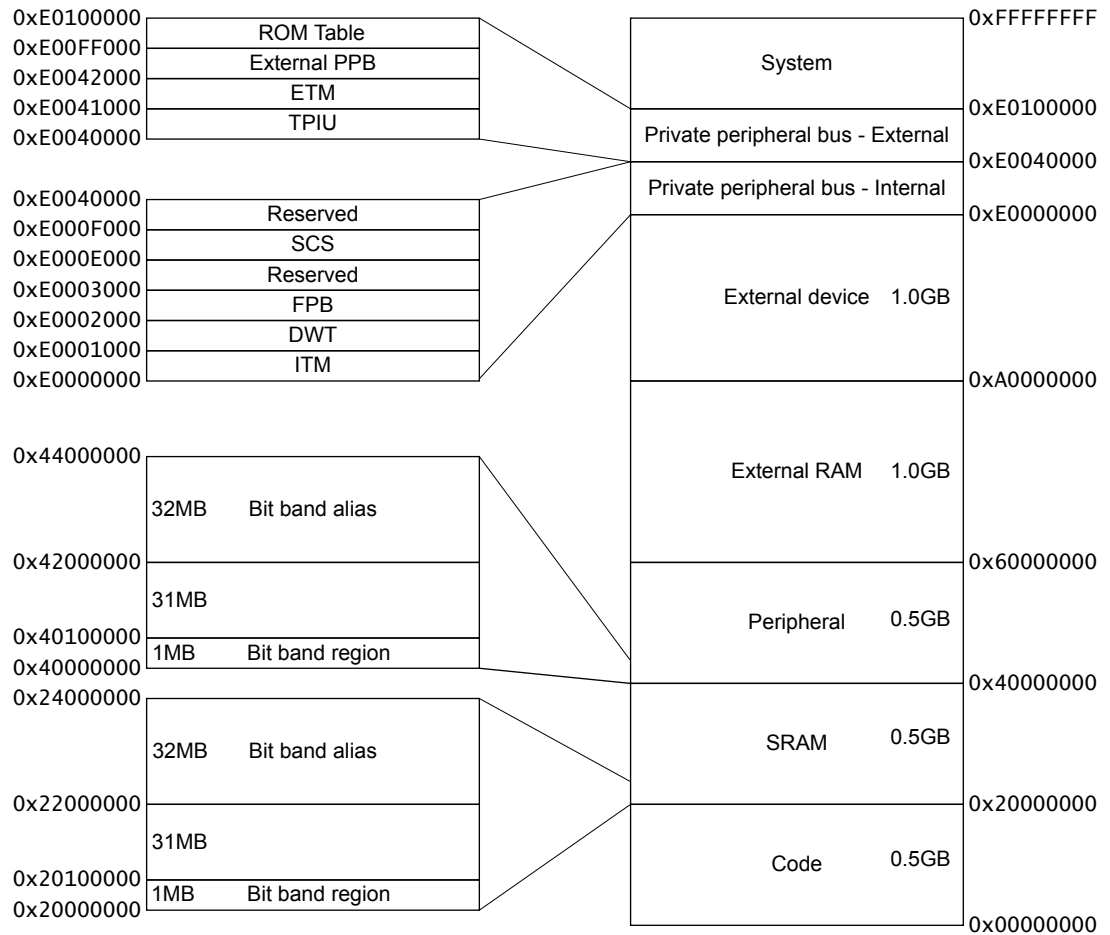 0xE0100000
ROM Table
0xE00FF000
External PPB
0xE0042000
ETM
0xE0041000
TPIU
0xE0040000
0xE0040000
Reserved
0xE000F000
SCS
0xE000E000
Reserved
0xE0003000
FPB
0xE0002000
DWT
0xE0001000
ITM
0xE0000000
0x44000000
32MB Bit band alias
0x42000000
31MB
0x40100000
1MB Bit band region
0x40000000
0x24000000
32MB Bit band alias
0x22000000
31MB
0x20100000
1MB Bit band region
0x20000000
0xFFFFFFFF
System
0xE0100000
Private peripheral bus - External
0xE0040000
Private peripheral bus - Internal
0xE0000000
External device 1.0GB
0xA0000000
External RAM 1.0GB
0x60000000
Peripheral 0.5GB
0x40000000
SRAM 0.5GB
0x20000000
Code 0.5GB
0x00000000